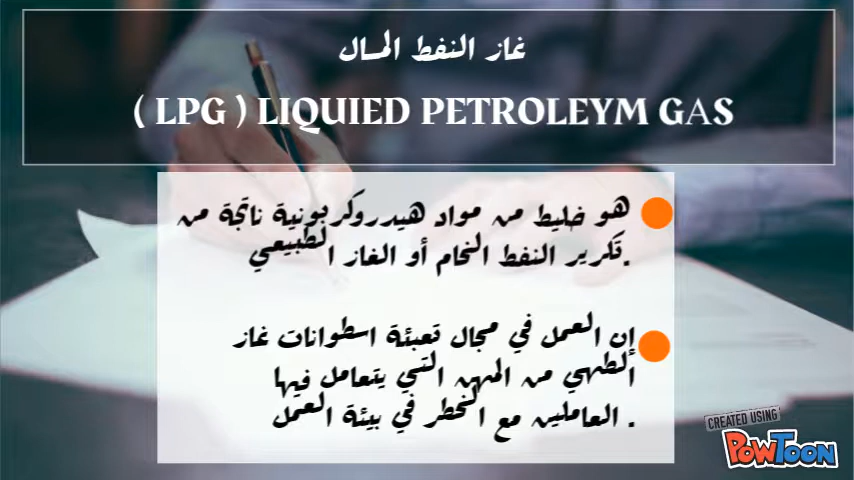 غاز النفط المسال
( LPG ) LIQUIED PETROLEYM GAS
هو خليط من مواد هيدروكربونية ناتجة من
تكرير النفط الخام أو الغاز الطبيعي.
إن العمل في مجال تعبئة اسطوانات غاز
الطهي من المهن التي يتعامل فيها
العاملين مع الخطر في بيئة العمل .
CREATED USING
POWTOON